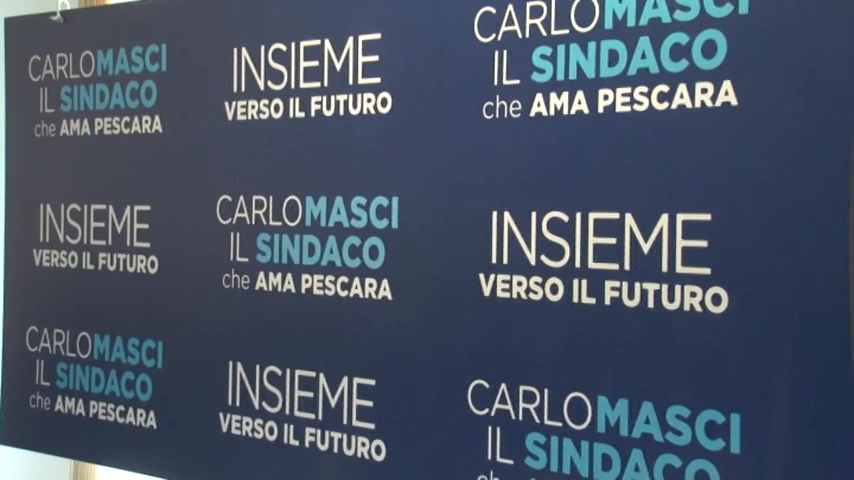 CARLOMASCI
IL SINDACO
che AMA PESCARA
INSIEME
VERSO IL FUTURO
CARLOMASCI
IL SINDACO
che AMA PESCARA
INSIEME
VERSO IL FUTURO
CARLOMASCI
IL SINDACO
che AMA PESCARA
INSIEME
VERSO IL FUTURO
CARLOMASCI
IL SINDACO
che AMA PESCARA
INSIEME
VERSO IL FUTURO
CARLOMASCI
IL SINDACO